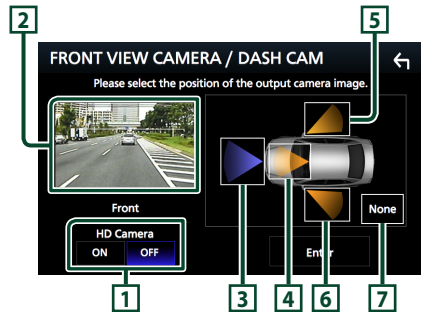 2
5
FRONT VIEW CAMERA / DASH CAM
Please select the position of the output camera image.
Front
HD Camera
ON OFF
None
Enter
1
3
4
6
7